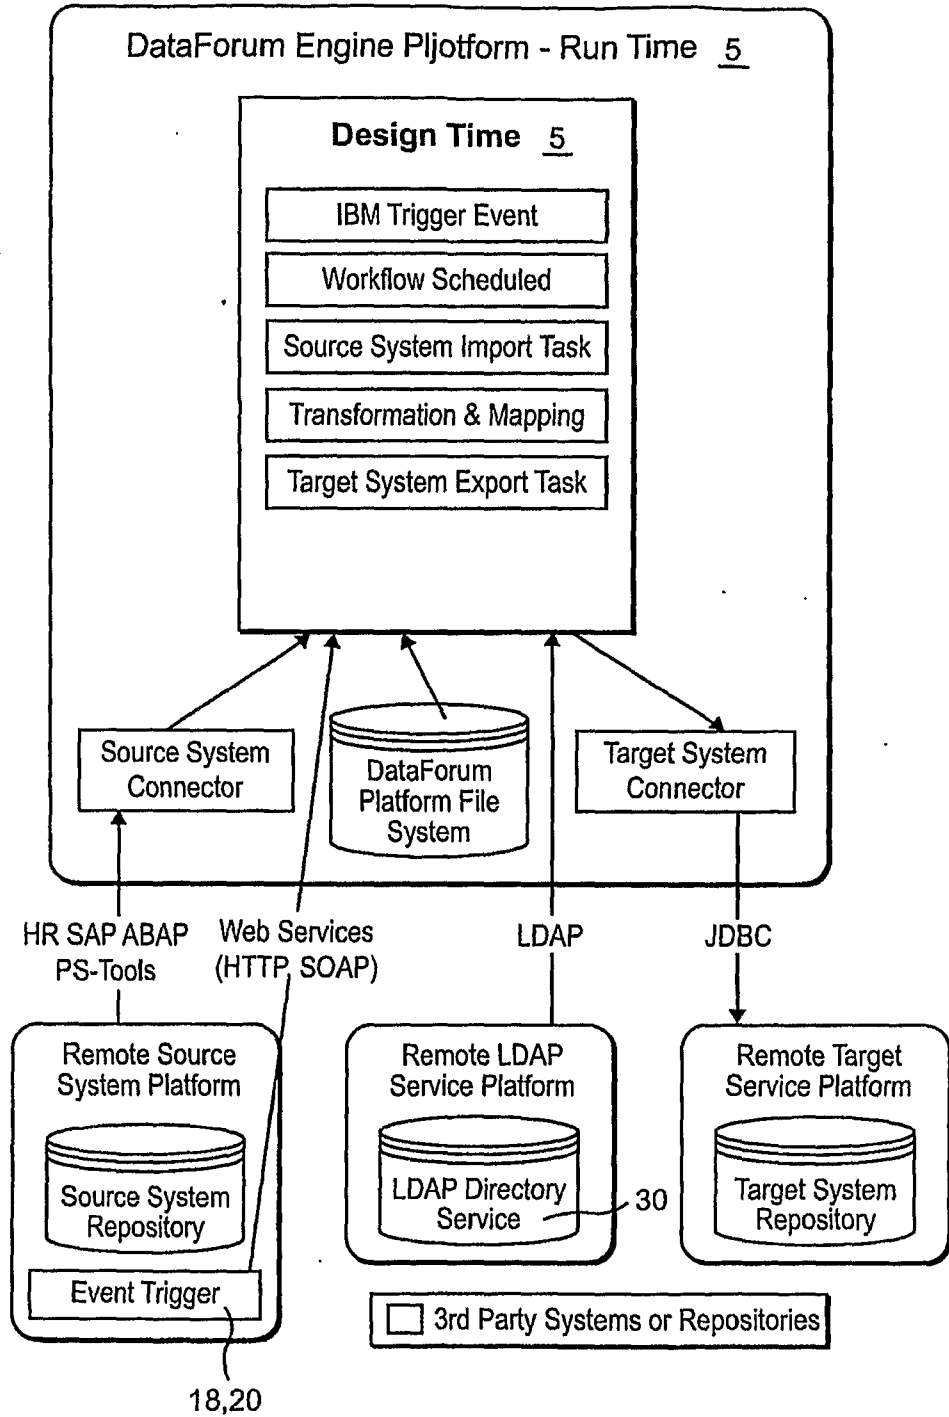 DataForum Engine Pljotform - Run Time 5
Design Time 5
IBM Trigger Event
Workflow Scheduled
Source System Import Task
Transformation & Mapping
Target System Export Task
Source System
Connector
DataForum
Platform File
System
Target System
Connector
HR SAP ABAP
PS-Tools
Web Services
(HTTP, SOAP)
LDAP
JDBC
Remote Source
System Platform
Source System
Repository
Event Trigger
18,20
Remote LDAP
Service Platform
LDAP Directory
Service
30
Remote Target
Service Platform
Target System
Repository
3rd Party Systems or Repositories